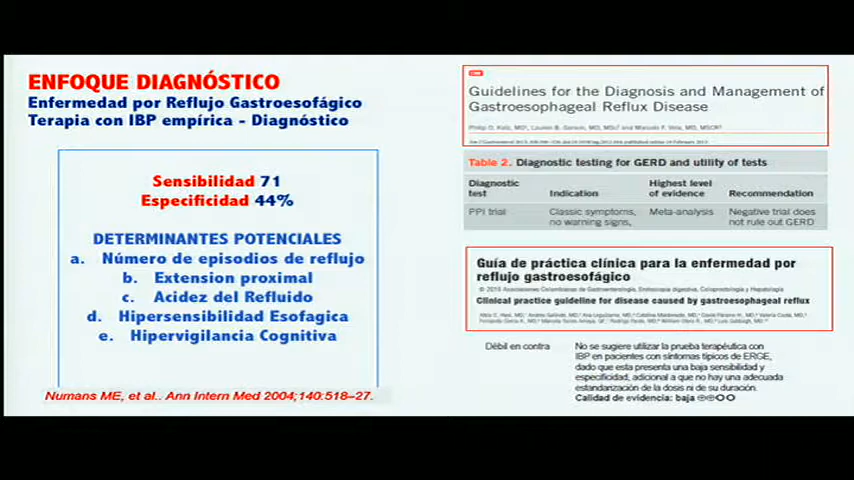 ENFOQUE DIAGNÓSTICO
Enfermedad por Reflujo Gastroesofágico
Terapia con IBP empírica - Diagnóstico
Sensibilidad 71
Especificidad 44%
DETERMINANTES POTENCIALES
a. Número de episodios de reflujo
b. Extension proximal
c. Acidez del Refluido
d. Hipersensibilidad Esofagica
e. Hipervigilancia Cognitiva
Numans ME, et al.. Ann Intern Med 2004;140:518–27.
Guidelines for the Diagnosis and Management of
Gastroesophageal Reflux Disease
Table 2. Diagnostic testing for GERD and utility of tests
Diagnostic test Indication Highest level of evidence Recommendation
PPI trial Classic symptoms, no warning signs, Meta-analysis Negative trial does not rule out GERD
Guía de práctica clínica para la enfermedad por
reflujo gastroesofágico
Clinical practice guideline for disease caused by gastroesophageal reflux
Débil en contra
No se sugiere utilizar la prueba terapéutica con
IBP en pacientes con síntomas típicos de ERGE,
dado que esta presenta una baja sensibilidad y
especificidad, adicional a que no hay una adecuada
estandarización de la dosis ni de su duración.
Calidad de evidencia: baja ⊕⊕OO